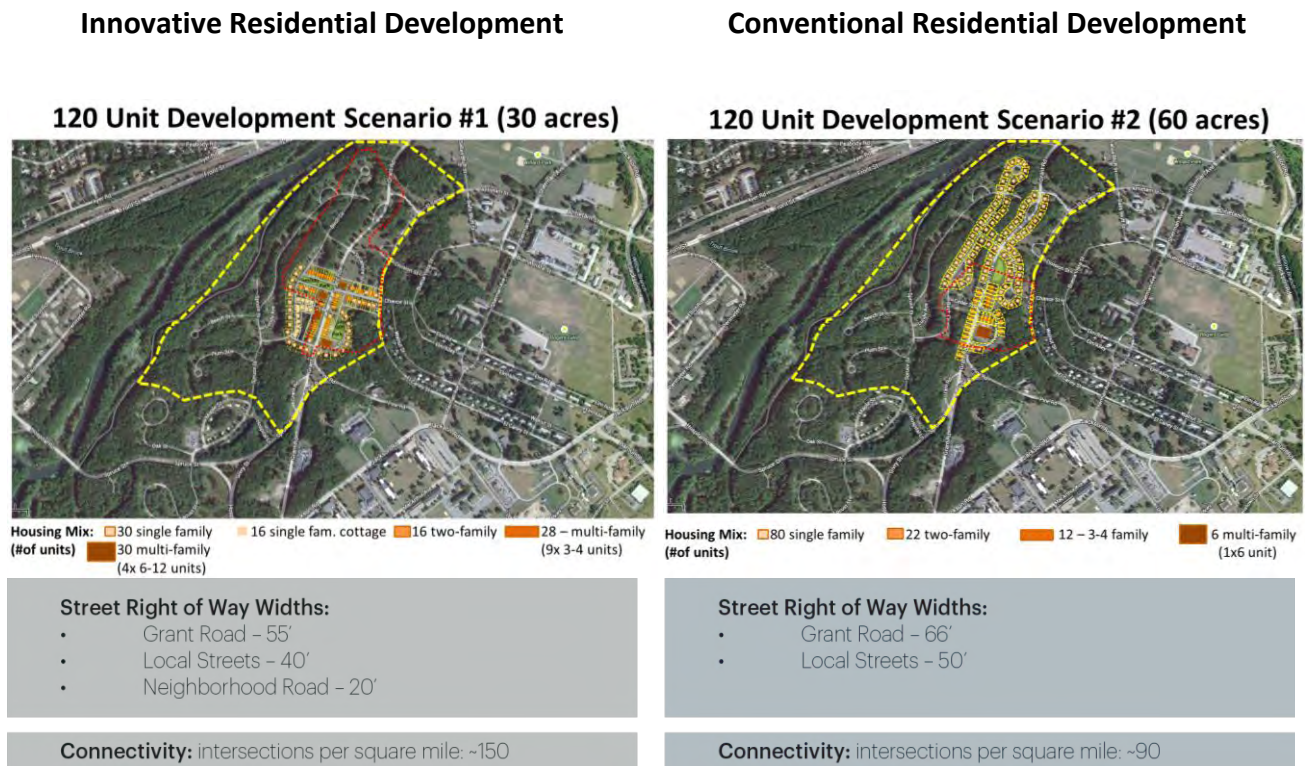 Innovative Residential Development
Conventional Residential Development
120 Unit Development Scenario #1 (30 acres)
120 Unit Development Scenario #2 (60 acres)
Housing Mix: 30 single family 16 single fam. cottage 16 two-family 28 – multi-family
(#of units) 30 multi-family (9x 3-4 units)
(4x 6-12 units)
Housing Mix: 80 single family 22 two-family 12 – 3-4 family 6 multi-family
(#of units) (1x6 unit)
Street Right of Way Widths:
• Grant Road – 55'
• Local Streets – 40'
• Neighborhood Road – 20'
Street Right of Way Widths:
• Grant Road – 66'
• Local Streets – 50'
Connectivity: intersections per square mile: ~150
Connectivity: intersections per square mile: ~90